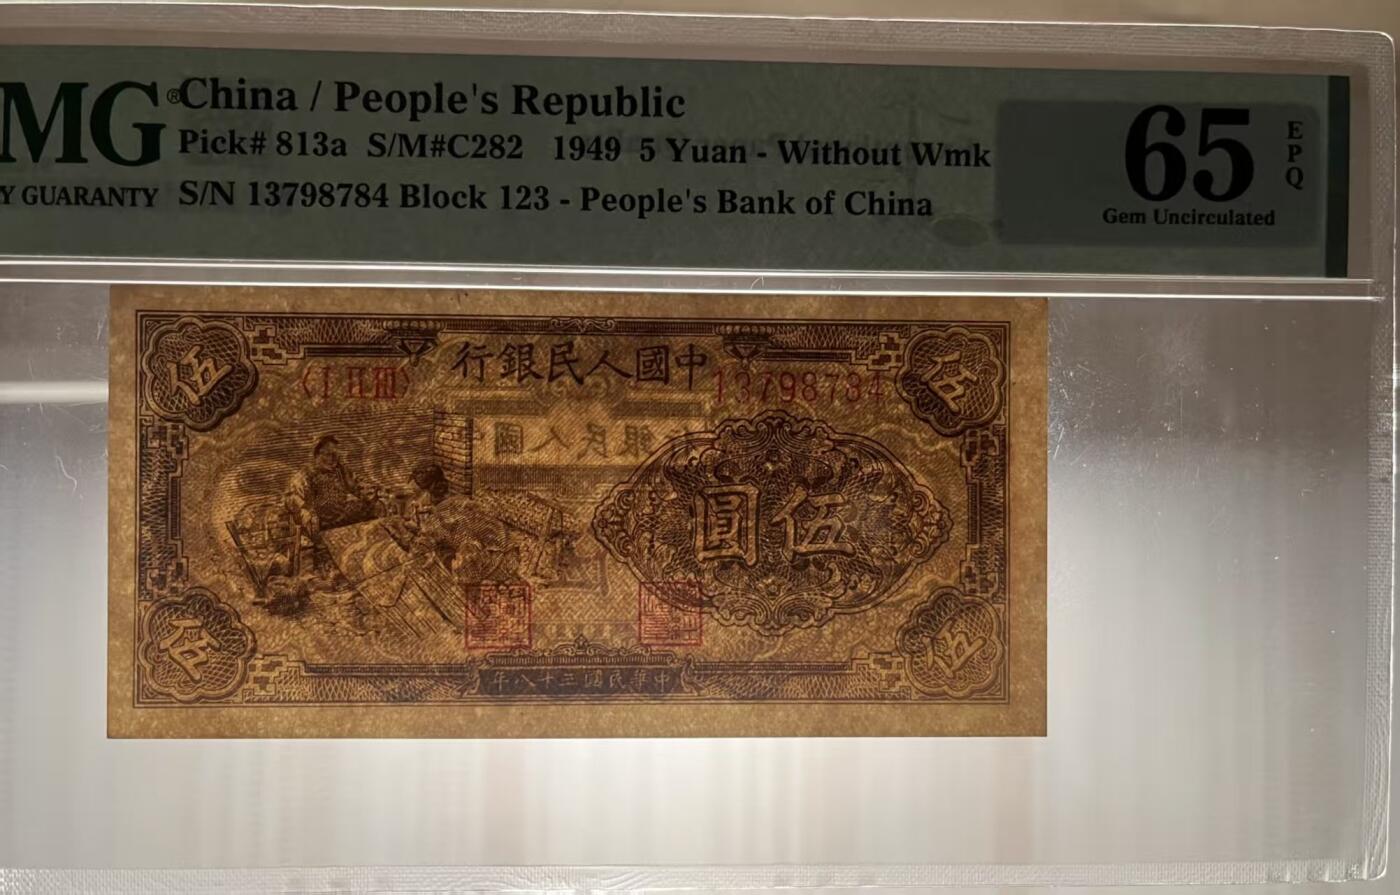 MG® China / People's Republic
Pick# 813a S/M#C282 1949 5 Yuan - Without Wmk
Y GUARANTY S/N 13798784 Block 123 - People's Bank of China
65 EPQ
Gem Uncirculated
伍 行銀民人國中 伍
〈I II III〉 13798784
圓伍
伍 伍
年八十三國民華中